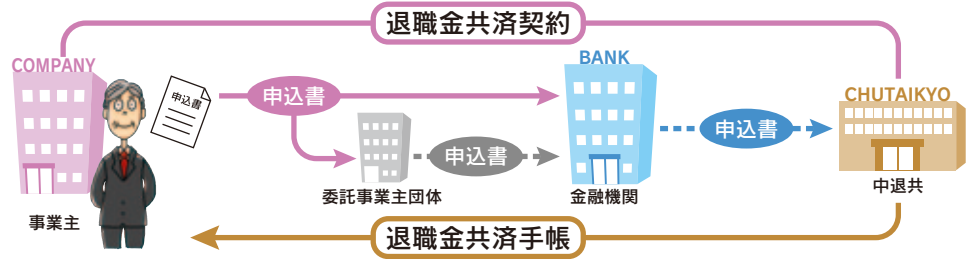 退職金共済契約
COMPANY
BANK
CHUTAIKYO
申込書
申込書
申込書
申込書
委託事業主団体
金融機関
中退共
事業主
退職金共済手帳